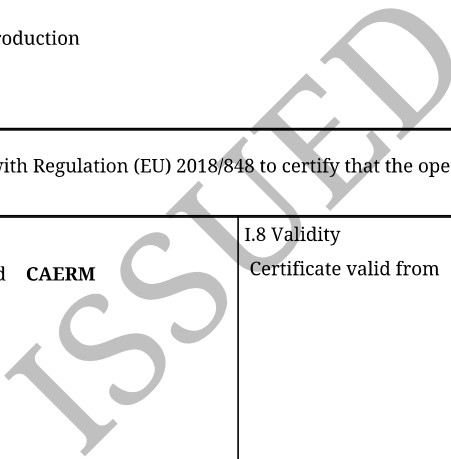 roduction
with Regulation (EU) 2018/848 to certify that the ope
I.8 Validity
d CAERM
Certificate valid from
ISSUED